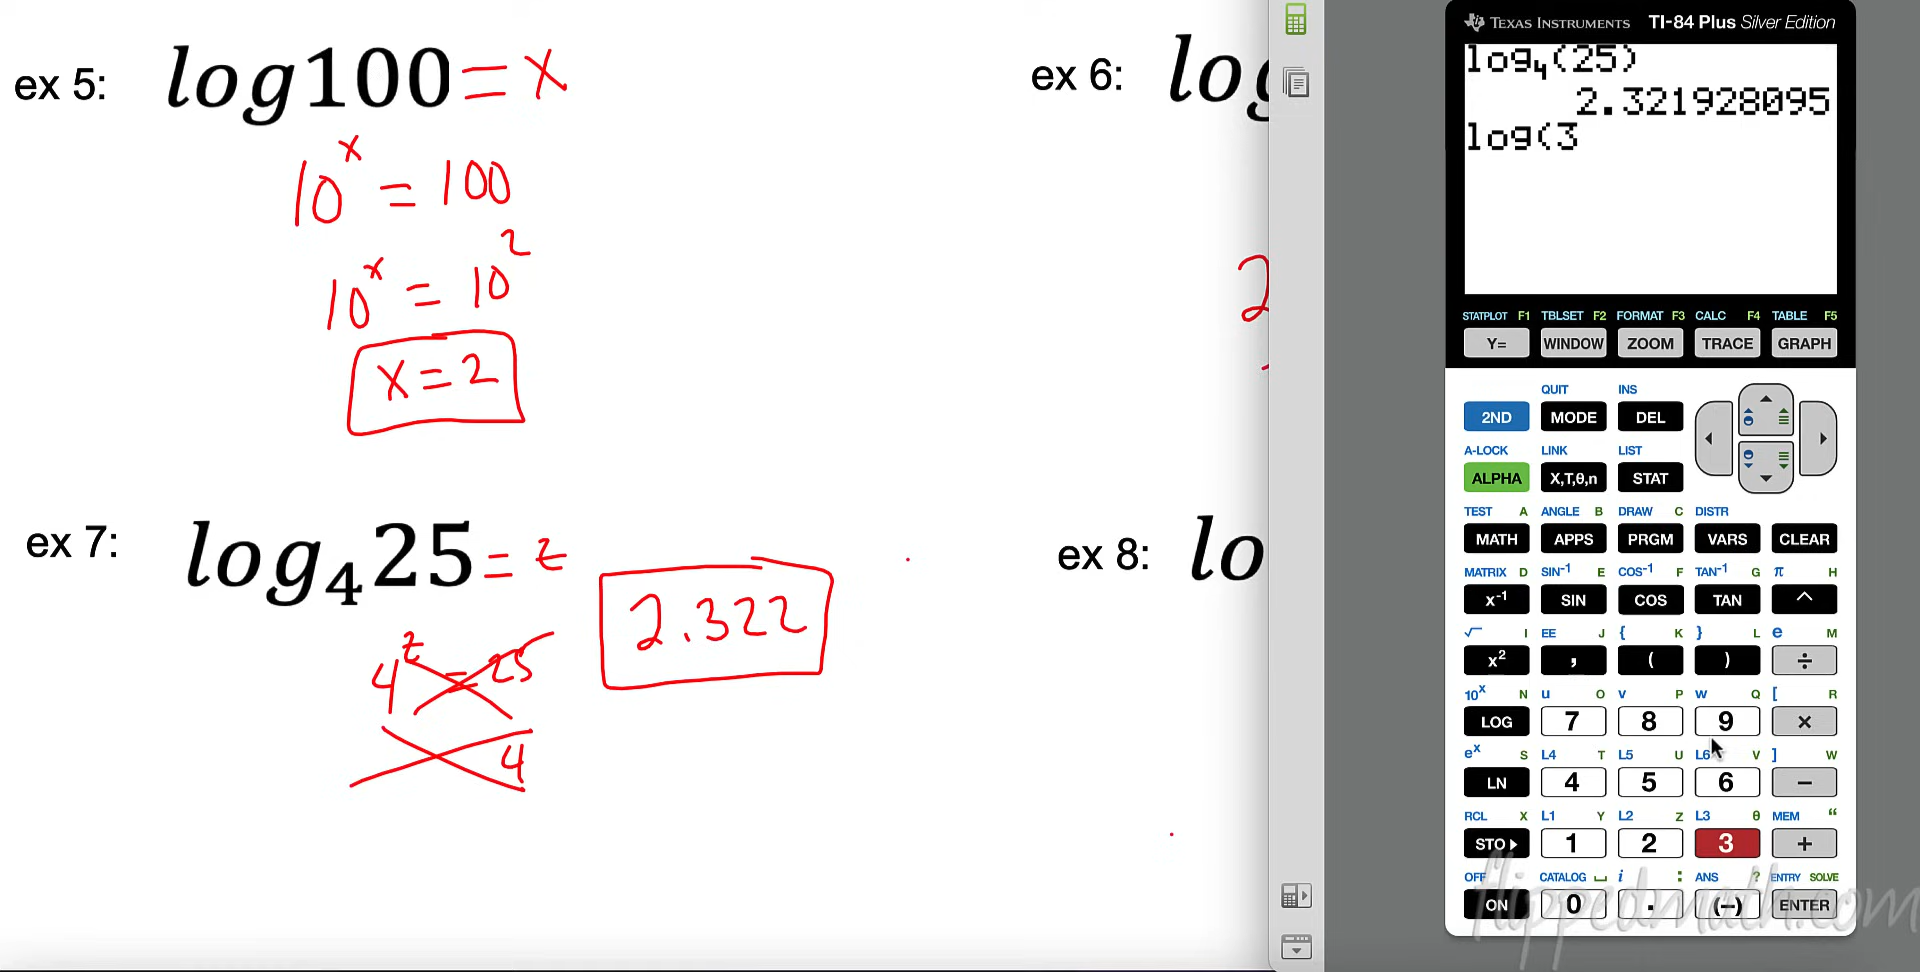 ex 5: log100 = x
10^x = 100
10^x = 10^2
x = 2
ex 6: log
2
ex 7: log₄25 = z
2.322
4^z = 25
4
ex 8: lo
TEXAS INSTRUMENTS TI-84 Plus Silver Edition
log₄(25)
2.321928095
log(3
STATPLOT F1 TBLSET F2 FORMAT F3 CALC F4 TABLE F5
Y= WINDOW ZOOM TRACE GRAPH
QUIT INS
2ND MODE DEL
A-LOCK LINK LIST
ALPHA X,T,θ,n STAT
TEST A ANGLE B DRAW C DISTR
MATH APPS PRGM VARS CLEAR
MATRIX D SIN⁻¹ E COS⁻¹ F TAN⁻¹ G π H
x⁻¹ SIN COS TAN ^
√ I EE J { K } L e M
x² , ( ) ÷
10^x N u O v P w Q [ R
LOG 7 8 9 ×
e^x S L4 T L5 U L6 V ] W
LN 4 5 6 −
RCL X L1 Y L2 Z L3 θ MEM “
STO▸ 1 2 3 +
OFF CATALOG ⌴ i : ANS ? ENTRY SOLVE
ON 0 . (−) ENTER
flippedmath.com